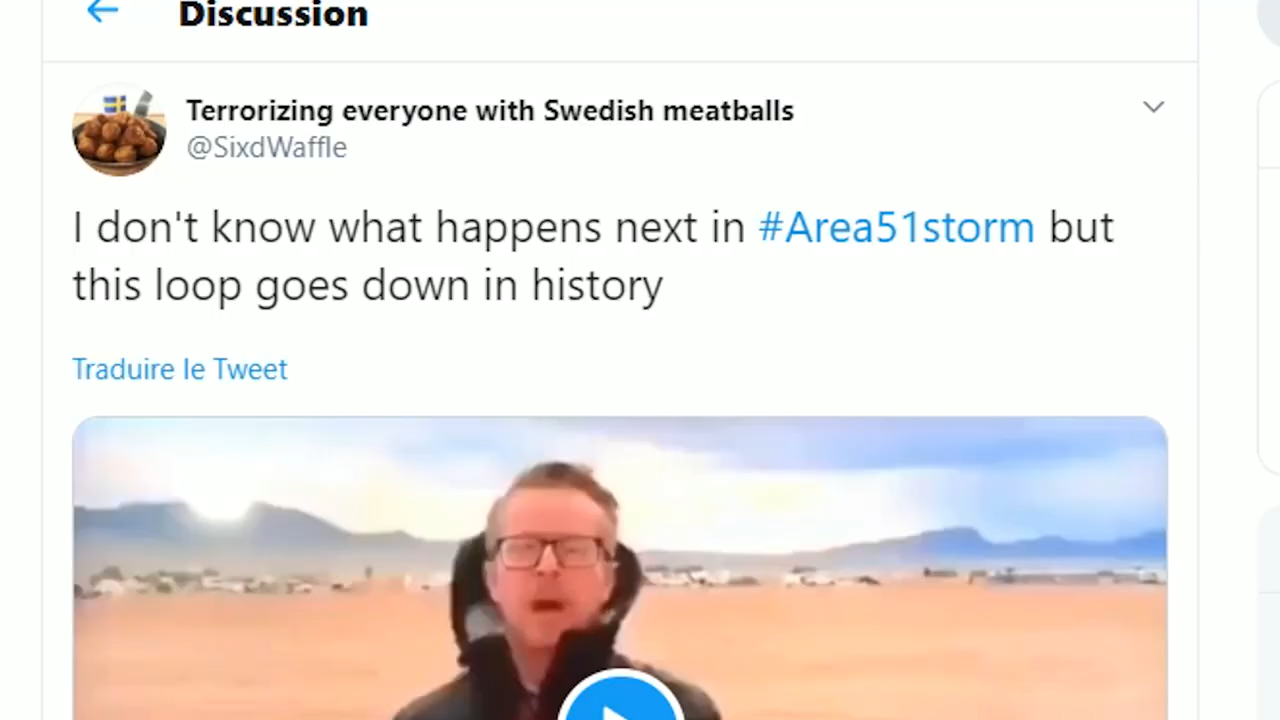 Discussion
Terrorizing everyone with Swedish meatballs
@SixdWaffle
I don't know what happens next in #Area51storm but
this loop goes down in history
Traduire le Tweet